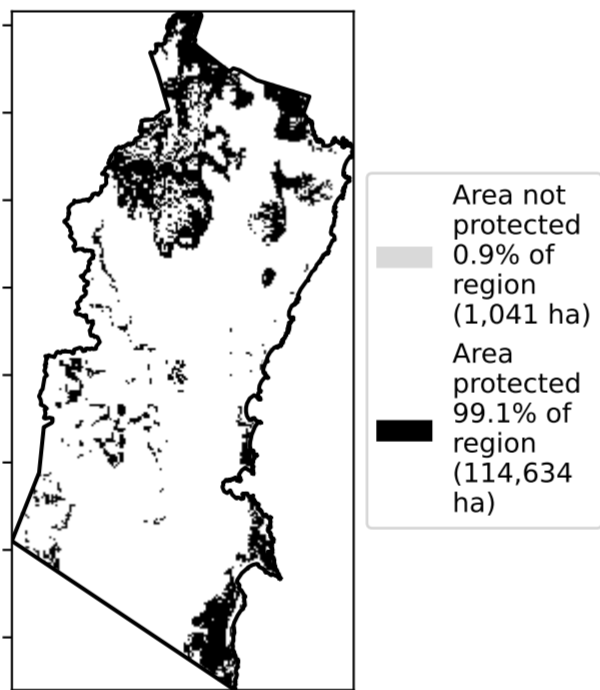 Area not
protected
0.9% of
region
(1,041 ha)
Area
protected
99.1% of
region
(114,634
ha)